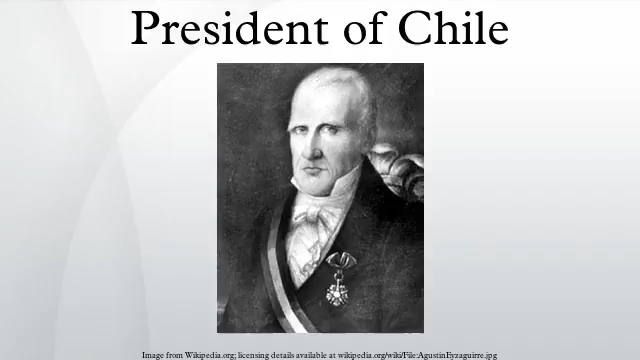 President of Chile
Image from Wikipedia.org; licensing details available at wikipedia.org/wiki/File:AgustinEyzaguirre.jpg